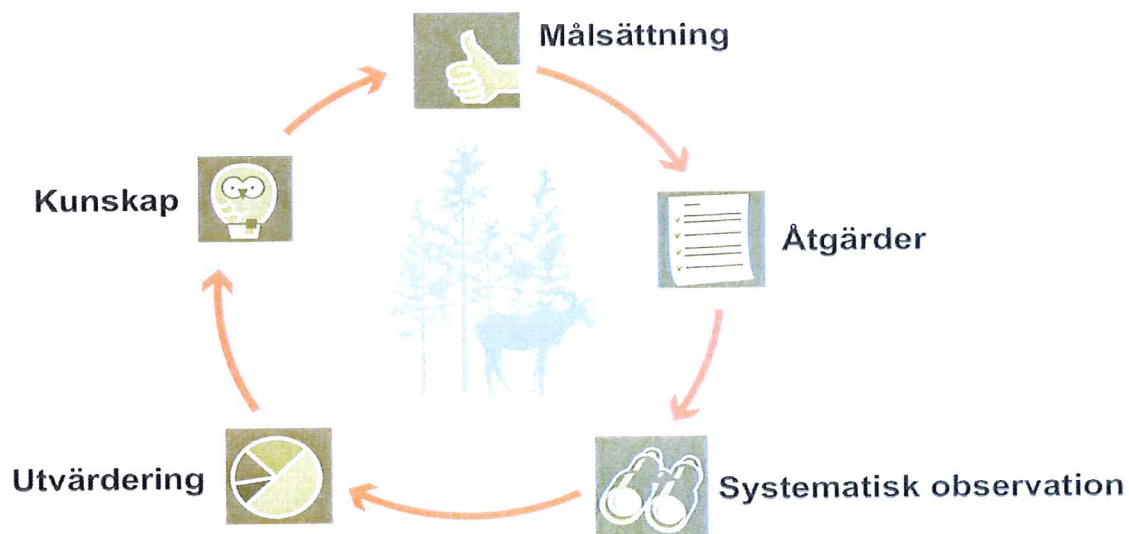 Målsättning
Åtgärder
Systematisk observation
Utvärdering
Kunskap